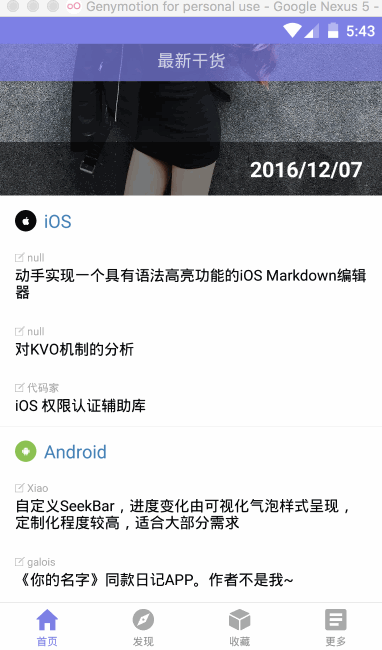 Genymotion for personal use - Google Nexus 5 -
5:43
最新干货
2016/12/07
iOS
null
动手实现一个具有语法高亮功能的iOS Markdown编辑
器
null
对KVO机制的分析
代码家
iOS 权限认证辅助库
Android
Xiao
自定义SeekBar，进度变化由可视化气泡样式呈现，
定制化程度较高，适合大部分需求
galois
《你的名字》同款日记APP。作者不是我~
首页
发现
收藏
更多